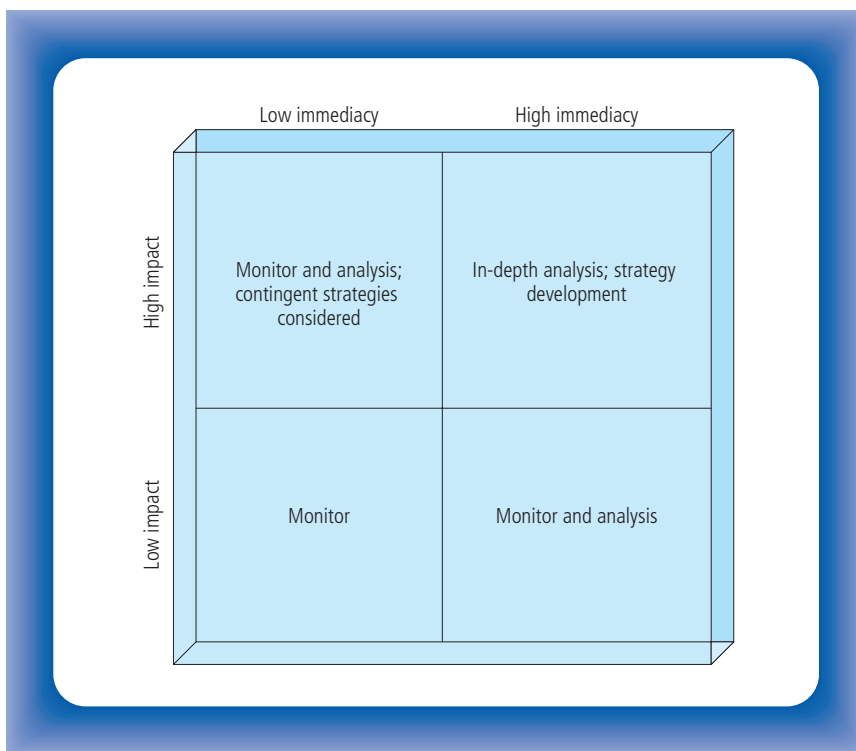 Low immediacy
High immediacy
High impact
Monitor and analysis;
contingent strategies
considered
In-depth analysis; strategy
development
Low impact
Monitor
Monitor and analysis